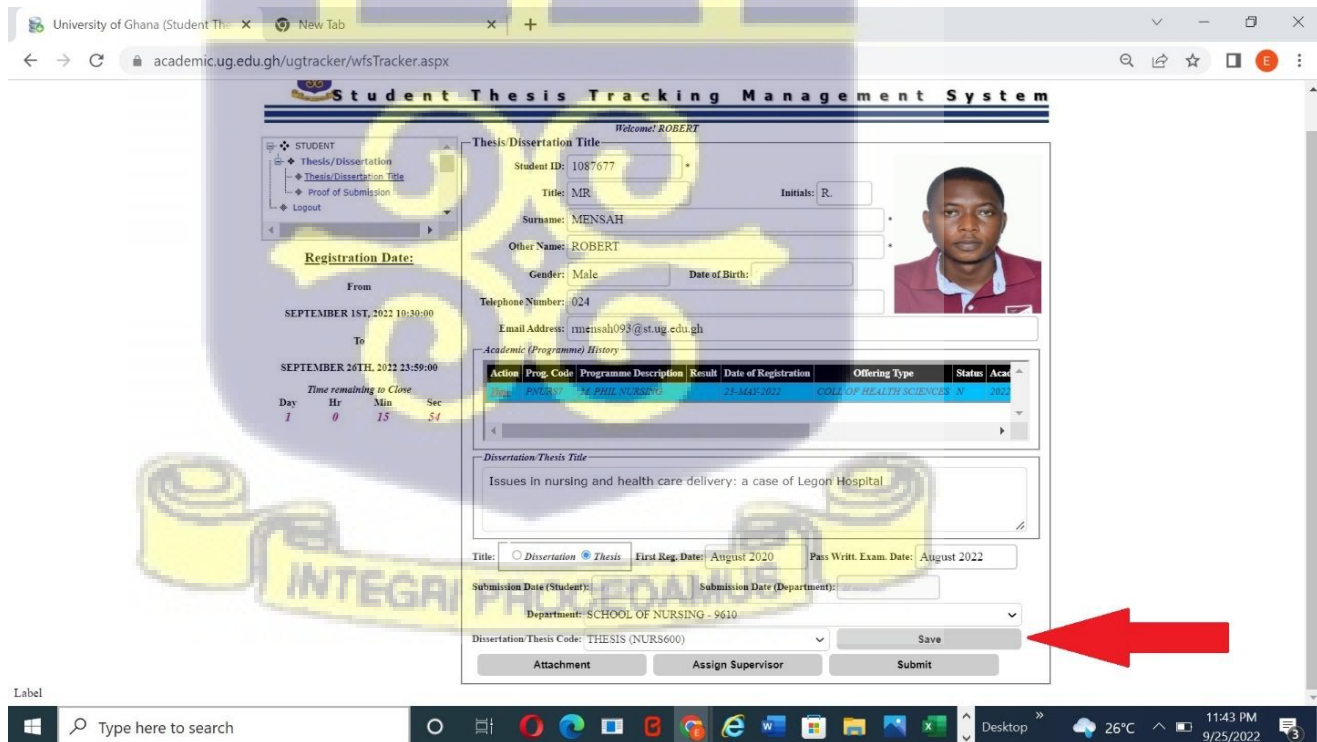 University of Ghana (Student The
New Tab
academic.ug.edu.gh/ugtracker/wfsTracker.aspx
E
Student Thesis Tracking Management System
Welcome! ROBERT
STUDENT
Thesis/Dissertation
Thesis/Dissertation Title
Proof of Submission
Logout
Registration Date:
From
SEPTEMBER 1ST, 2022 10:30:00
To
SEPTEMBER 26TH, 2022 23:59:00
Time remaining to Close
Day Hr Min Sec
1 0 15 54
Thesis/Dissertation Title
Student ID: 1087677 *
Title: MR Initials: R.
Surname: MENSAH *
Other Name: ROBERT *
Gender: Male Date of Birth:
Telephone Number: 024
Email Address: rmensah093@st.ug.edu.gh
Academic (Programme) History
Action Prog. Code Programme Description Result Date of Registration Offering Type Status Acad
M-PHIL NURSING 23-MAY-2022 COLL OF HEALTH SCIENCES N 2022
Dissertation/Thesis Title
Issues in nursing and health care delivery: a case of Legon Hospital
Title: Dissertation Thesis First Reg. Date: August 2020 Pass Writt. Exam. Date: August 2022
Submission Date (Student): Submission Date (Department):
Department: SCHOOL OF NURSING - 9610
Dissertation/Thesis Code: THESIS (NURS600) Save
Attachment Assign Supervisor Submit
INTEGRI PROCEDAMUS
Label
Type here to search
Desktop
26°C
11:43 PM
9/25/2022
3